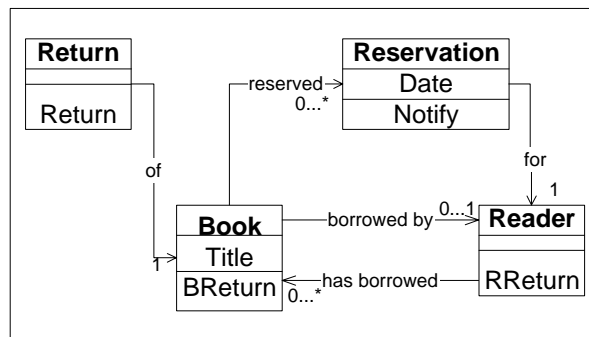 Return
Return
Reservation
Date
Notify
reserved
0...*
of
1
for
1
Book
Title
BReturn
borrowed by
0...1
has borrowed
0...*
Reader
RReturn